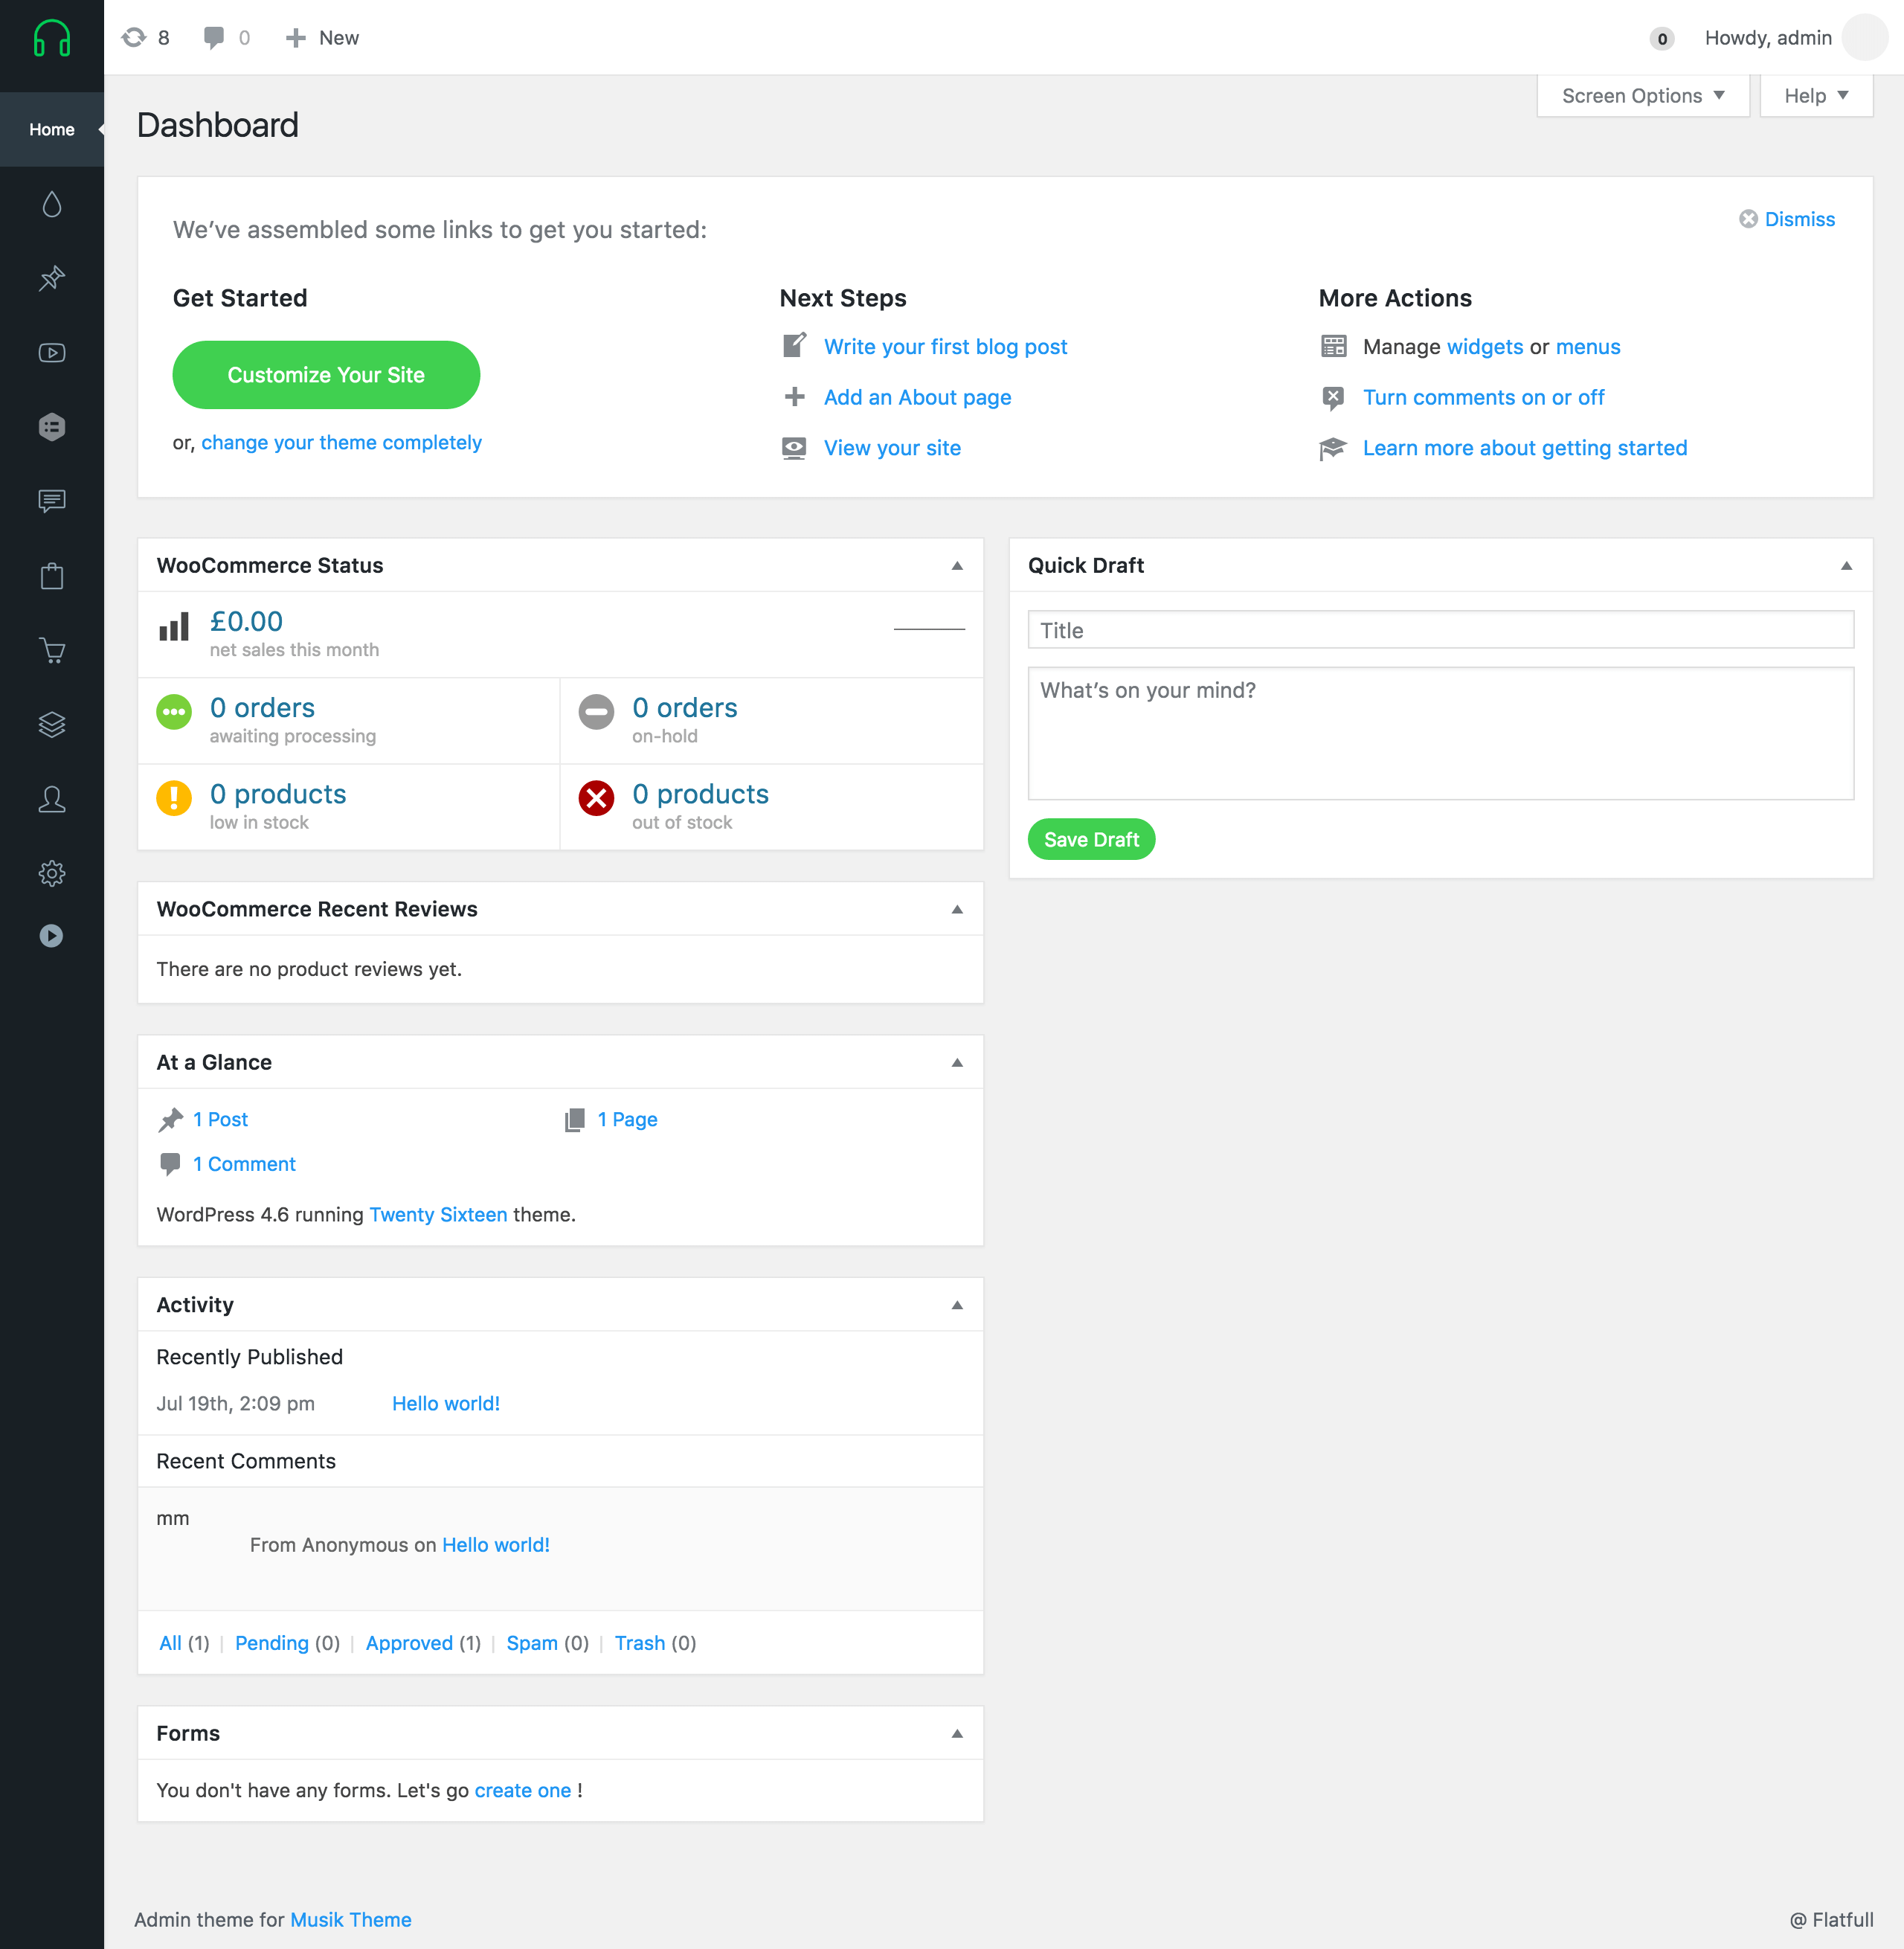 8
0
New
0
Howdy, admin
Home
Dashboard
Screen Options
Help
We’ve assembled some links to get you started:
Dismiss
Get Started
Customize Your Site
or, change your theme completely
Next Steps
Write your first blog post
Add an About page
View your site
More Actions
Manage widgets or menus
Turn comments on or off
Learn more about getting started
WooCommerce Status
£0.00
net sales this month
0 orders
awaiting processing
0 orders
on-hold
0 products
low in stock
0 products
out of stock
Quick Draft
Title
What’s on your mind?
Save Draft
WooCommerce Recent Reviews
There are no product reviews yet.
At a Glance
1 Post
1 Page
1 Comment
WordPress 4.6 running Twenty Sixteen theme.
Activity
Recently Published
Jul 19th, 2:09 pm Hello world!
Recent Comments
mm
From Anonymous on Hello world!
All (1) | Pending (0) | Approved (1) | Spam (0) | Trash (0)
Forms
You don't have any forms. Let's go create one !
Admin theme for Musik Theme
@ Flatfull